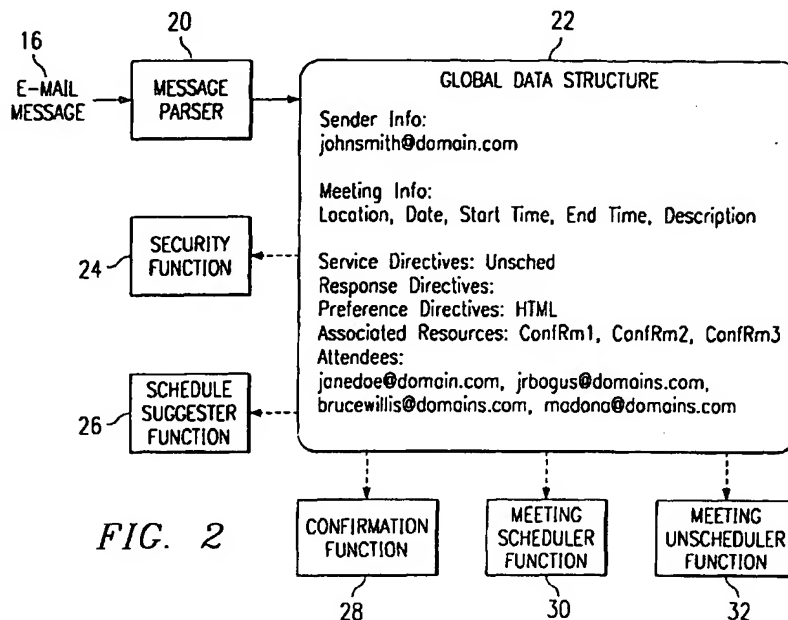 20
22
16
E-MAIL
MESSAGE
MESSAGE
PARSER
GLOBAL DATA STRUCTURE
Sender Info:
johnsmith@domain.com
Meeting Info:
Location, Date, Start Time, End Time, Description
Service Directives: Unsched
Response Directives:
Preference Directives: HTML
Associated Resources: ConfRm1, ConfRm2, ConfRm3
Attendees:
janedoe@domain.com, jrbogus@domains.com,
brucewillis@domains.com, madona@domains.com
24
SECURITY
FUNCTION
26
SCHEDULE
SUGGESTER
FUNCTION
FIG. 2
CONFIRMATION
FUNCTION
MEETING
SCHEDULER
FUNCTION
MEETING
UNSCHEDULER
FUNCTION
28
30
32